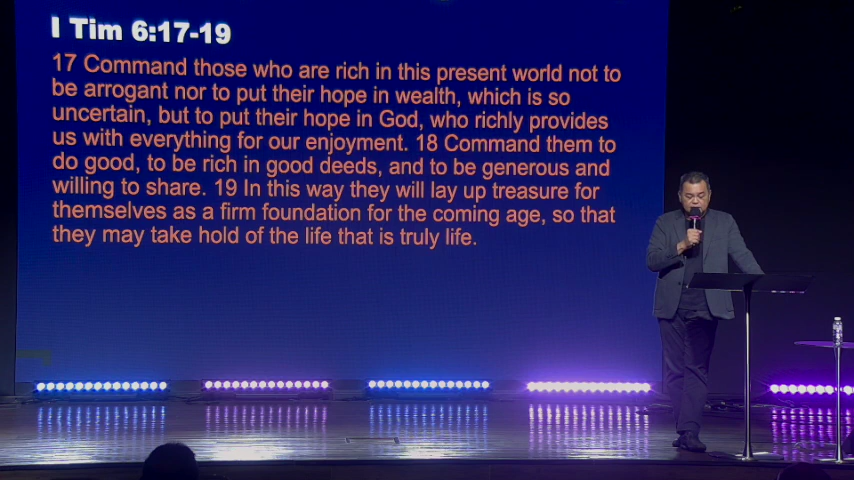 I Tim 6:17-19
17 Command those who are rich in this present world not to
be arrogant nor to put their hope in wealth, which is so
uncertain, but to put their hope in God, who richly provides
us with everything for our enjoyment. 18 Command them to
do good, to be rich in good deeds, and to be generous and
willing to share. 19 In this way they will lay up treasure for
themselves as a firm foundation for the coming age, so that
they may take hold of the life that is truly life.